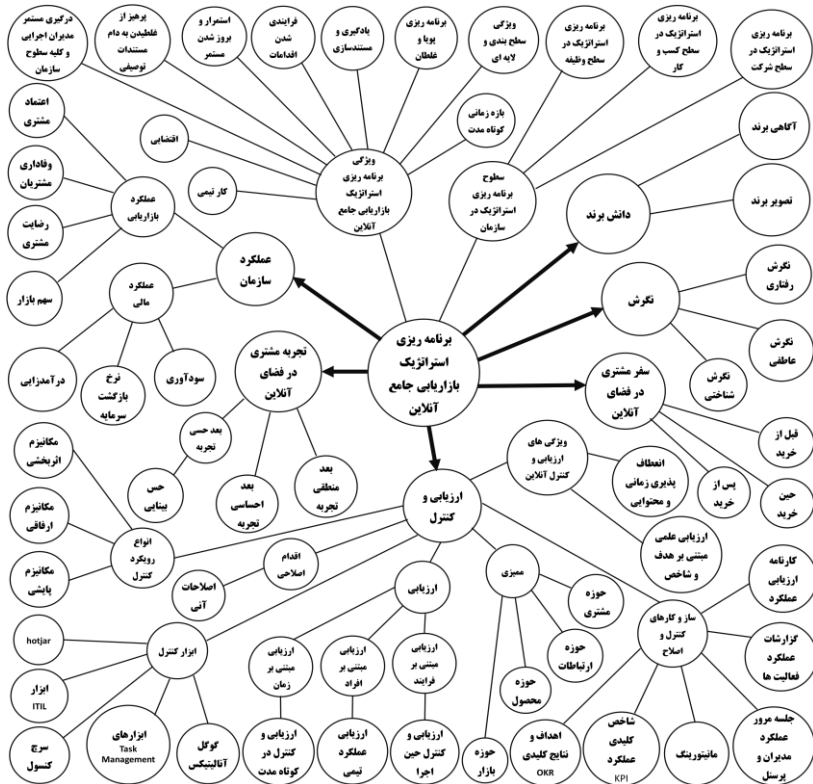 برنامه ریزی
استراتژیک در
سطح شرکت
برنامه ریزی
استراتژیک در
سطح کسب و
کار
برنامه ریزی
استراتژیک در
سطح وظیفه
ویژگی
سطح بندی و
لایه ای
برنامه ریزی
پویا و
غلطان
یادگیری و
مستندسازی
فرایندی
شدن
اقدامات
استمرار و
بروز شدن
مستمر
پرهیز از
غلطیدن به دام
مستندات
توصیفی
درگیری مستمر
مدیران اجرایی
و کلیه سطوح
سازمان
آگاهی برند
تصویر برند
دانش برند
سطوح
برنامه ریزی
استراتژیک در
سازمان
بازه زمانی
کوتاه مدت
ویژگی
برنامه ریزی
استراتژیک
بازاریابی جامع
آنلاین
اقتضایی
کار تیمی
اعتماد
مشتری
وفاداری
مشتریان
رضایت
مشتری
سهم بازار
عملکرد
بازاریابی
عملکرد
سازمان
عملکرد
مالی
درآمدزایی
نرخ
بازگشت
سرمایه
سودآوری
نگرش
نگرش
رفتاری
نگرش
عاطفی
نگرش
شناختی
برنامه ریزی
استراتژیک
بازاریابی جامع
آنلاین
تجربه مشتری
در فضای
آنلاین
بعد حسی
تجربه
حس
بینایی
بعد
احساسی
تجربه
بعد
منطقی
تجربه
سفر مشتری
در فضای
آنلاین
قبل از
خرید
حین
خرید
پس از
خرید
ارزیابی و
کنترل
ویژگی های
ارزیابی و
کنترل آنلاین
انعطاف
پذیری زمانی
و محتوایی
ارزیابی علمی
مبتنی بر هدف
و شاخص
انواع
رویکرد
کنترل
مکانیزم
اثربخشی
مکانیزم
ارفاقی
مکانیزم
پایشی
اقدام
اصلاحی
اصلاحات
آنی
ارزیابی
ارزیابی
مبتنی بر
زمان
ارزیابی
مبتنی بر
افراد
ارزیابی
مبتنی بر
فرایند
ارزیابی و
کنترل در
کوتاه مدت
ارزیابی
عملکرد
تیمی
ارزیابی و
کنترل حین
اجرا
ممیزی
حوزه
مشتری
حوزه
ارتباطات
حوزه
محصول
حوزه
بازار
ساز و کارهای
کنترل و
اصلاح
کارنامه
ارزیابی
عملکرد
گزارشات
عملکرد
فعالیت ها
جلسه مرور
عملکرد
مدیران و
پرسنل
مانیتورینگ
شاخص
کلیدی
عملکرد
KPI
اهداف و
نتایج کلیدی
OKR
ابزار کنترل
hotjar
ابزار
ITIL
سرچ
کنسول
ابزارهای
Task
Management
گوگل
آنالیتیکس